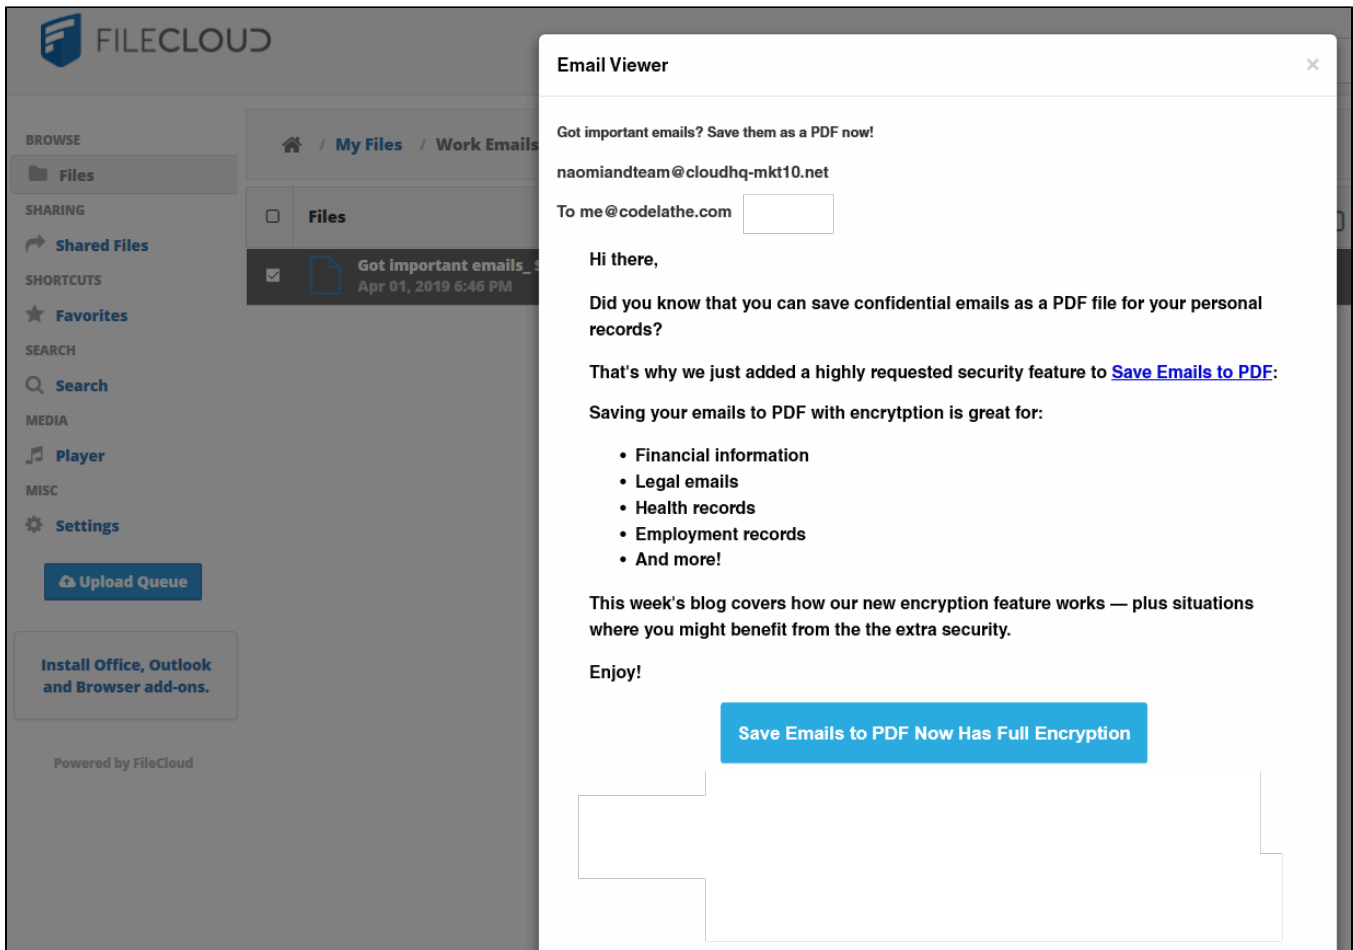 FILECLOUD
BROWSE
Files
SHARING
Shared Files
SHORTCUTS
Favorites
SEARCH
Search
MEDIA
Player
MISC
Settings
Upload Queue
Install Office, Outlook
and Browser add-ons.
Powered by FileCloud
/ My Files / Work Emails
Files
Got important emails_
Apr 01, 2019 6:46 PM
Email Viewer
×
Got important emails? Save them as a PDF now!
naomiandteam@cloudhq-mkt10.net
To me@codelathe.com
Hi there,
Did you know that you can save confidential emails as a PDF file for your personal
records?
That's why we just added a highly requested security feature to Save Emails to PDF:
Saving your emails to PDF with encrytption is great for:
• Financial information
• Legal emails
• Health records
• Employment records
• And more!
This week's blog covers how our new encryption feature works — plus situations
where you might benefit from the the extra security.
Enjoy!
Save Emails to PDF Now Has Full Encryption